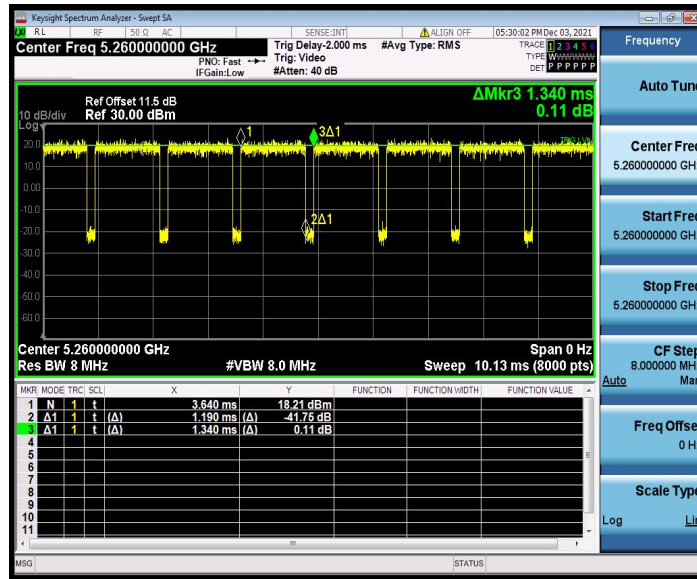 Keysight Spectrum Analyzer - Swept SA
RL RF 50 Ω AC SENSE:INT ALIGN OFF 05:30:02 PM Dec 03, 2021
Center Freq 5.260000000 GHz
PNO: Fast
IFGain:Low
Trig Delay-2.000 ms
Trig: Video
#Atten: 40 dB
#Avg Type: RMS
TRACE 1 2 3 4 5 6
TYPE W
DET P P P P P P
Frequency
Auto Tune
Center Freq
5.260000000 GH
Start Freq
5.260000000 GH
Stop Freq
5.260000000 GH
CF Step
8.000000 MH
Auto Man
Freq Offse
0 H
Scale Type
Log Li
ΔMkr3 1.340 ms
0.11 dB
Ref Offset 11.5 dB
10 dB/div Ref 30.00 dBm
Log
20.0
10.0
0.00
-10.0
-20.0
-30.0
-40.0
-50.0
-60.0
1
3Δ1
2Δ1
Center 5.260000000 GHz Span 0 Hz
Res BW 8 MHz #VBW 8.0 MHz Sweep 10.13 ms (8000 pts)
MKR MODE TRC SCL X Y FUNCTION FUNCTION WIDTH FUNCTION VALUE
1 N 1 t 3.640 ms 18.21 dBm
2 Δ1 1 t (Δ) 1.190 ms (Δ) -41.75 dB
3 Δ1 1 t (Δ) 1.340 ms (Δ) 0.11 dB
4
5
6
7
8
9
10
11
MSG STATUS